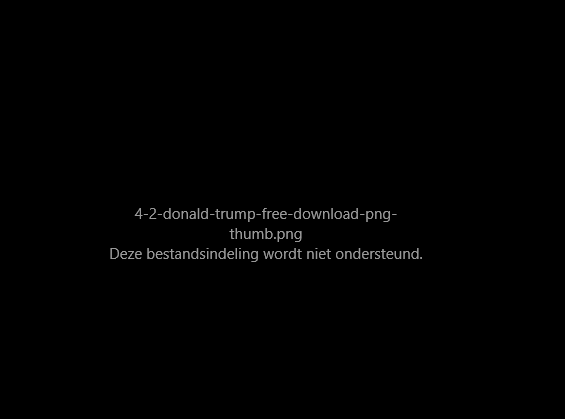 4-2-donald-trump-free-download-png-
thumb.png
Deze bestandsindeling wordt niet ondersteund.